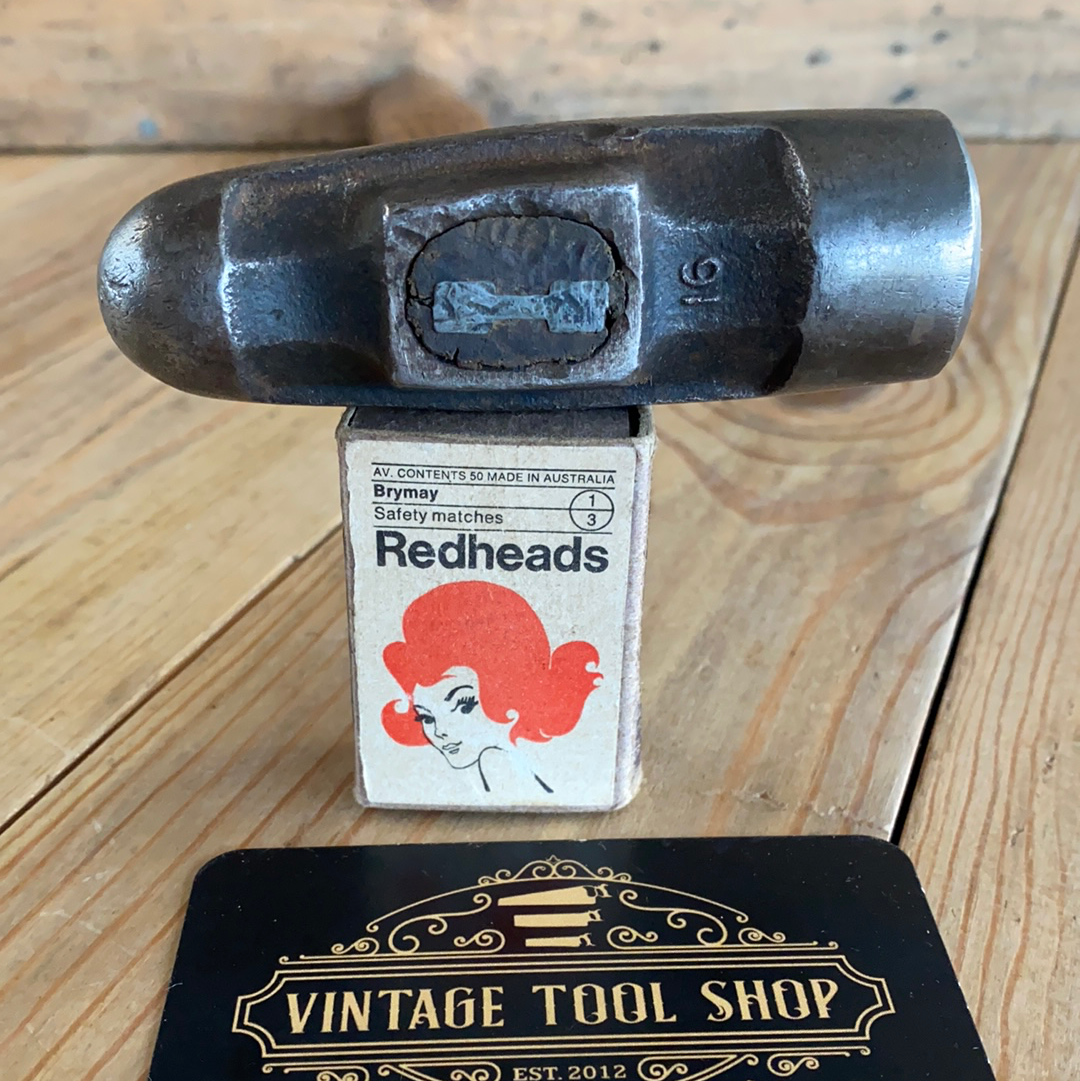 16
AV. CONTENTS 50 MADE IN AUSTRALIA
Brymay
Safety matches
1
3
Redheads
VINTAGE TOOL SHOP
EST. 2012